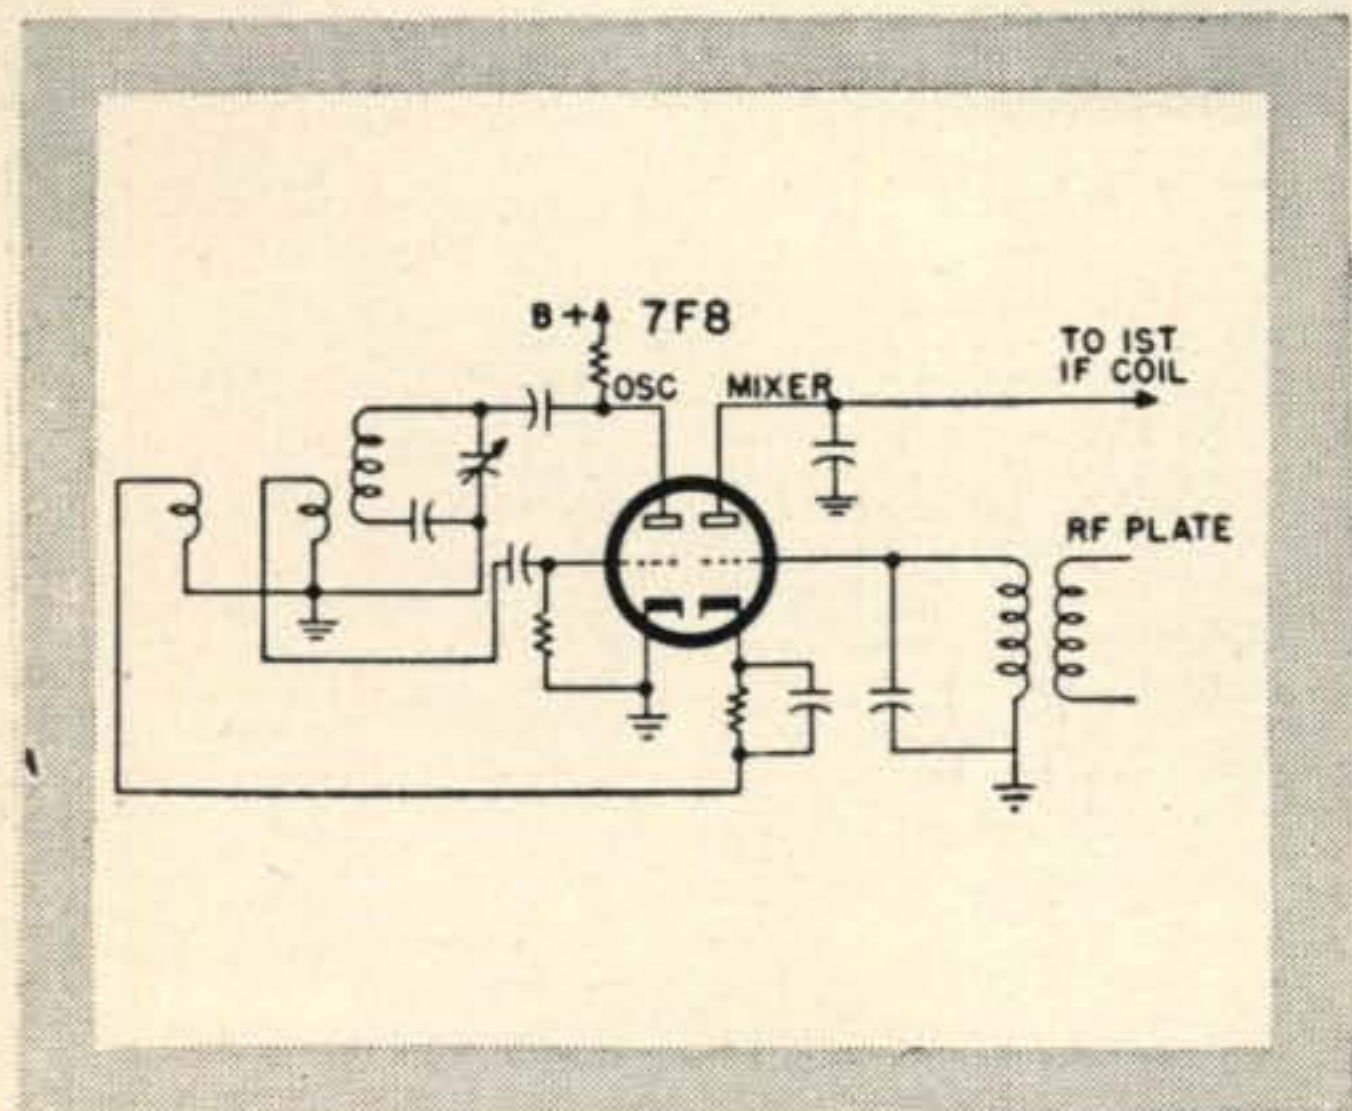 B+ 7F8
OSC MIXER
TO 1ST
IF COIL
RF PLATE